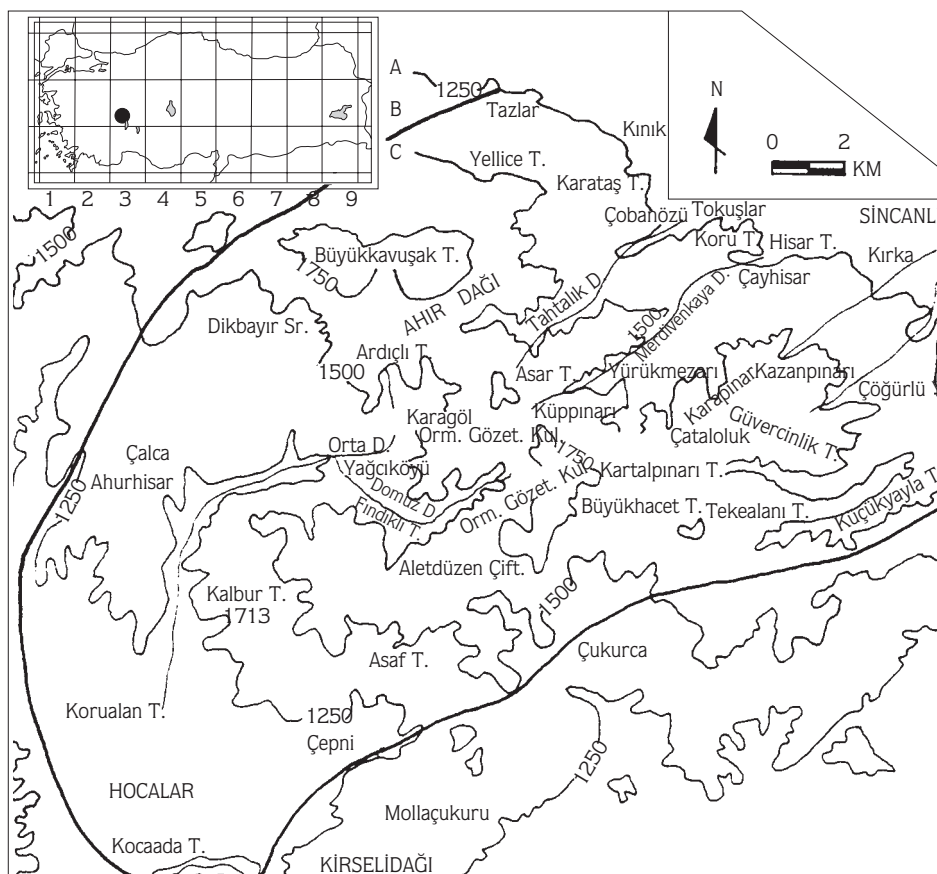 A
B
C
1 2 3 4 5 6 7 8 9
N
0 2
KM
1250
Tazlar
Kınık
Yellice T.
Karataş T.
Çobanözü
Tokuşlar
SİNCANL
1500
Koru T.
Hisar T.
Kırka
Büyükkavuşak T.
1750
Çayhisar
AHIR DAĞI
Tahtalık D.
Merdivenkaya D.
Dikbayır Sr.
1500
Ardıçlı T.
1500
Asar T.
Yürükmezarı
Kazanpınarı
Karapınar
Çöğürlü
Karagöl
Küppınarı
Güvercinlik T.
Orta D.
Orm. Gözet. Kul.
Çataloluk
1750
Çalca
Yağcıköyü
Kartalpınarı T.
Ahurhisar
Domuz D.
Orm. Gözet. Kul.
Büyükhacet T.
Tekealanı T.
Küçükyayla T.
1250
Fındıklı T.
Aletdüzen Çift.
Kalbur T.
1713
1500
Asaf T.
Çukurca
Korualan T.
1250
Çepni
1250
HOCALAR
Mollaçukuru
Kocaada T.
KİRSELİDAĞI